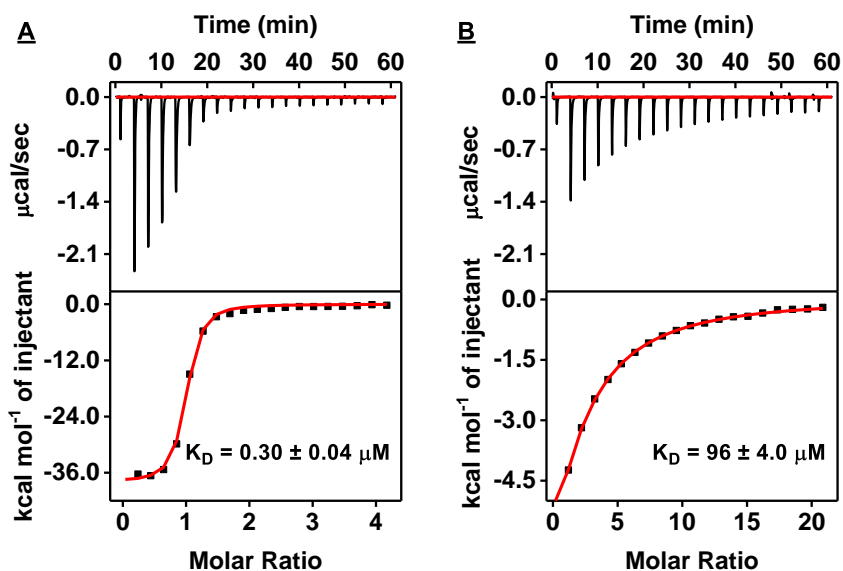 A
Time (min)
0 10 20 30 40 50 60
0.0
-0.7
-1.4
-2.1
μcal/sec
0.0
-12.0
-24.0
-36.0
kcal mol⁻¹ of injectant
K_D = 0.30 ± 0.04 μM
0 1 2 3 4
Molar Ratio
B
Time (min)
0 10 20 30 40 50 60
0.0
-0.7
-1.4
-2.1
μcal/sec
0.0
-1.5
-3.0
-4.5
kcal mol⁻¹ of injectant
K_D = 96 ± 4.0 μM
0 5 10 15 20
Molar Ratio